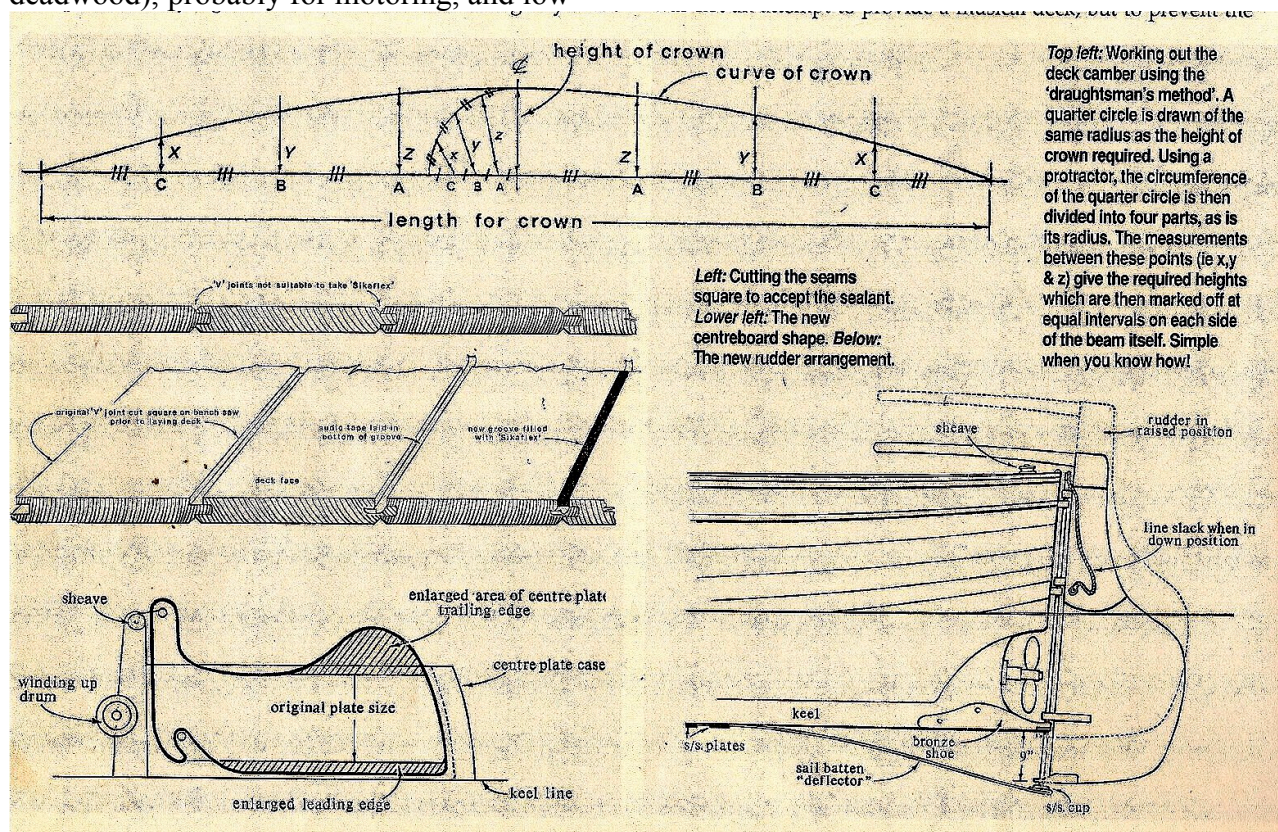 deadwood), probably for motoring, and low
attempt to provide a musical deck, but to prevent the
height of crown
℄
curve of crown
X
Y
Z
x
y
z
Z
Y
X
C
B
A
C
B
A
A
B
C
length for crown
Top left: Working out the
deck camber using the
'draughtsman's method'. A
quarter circle is drawn of the
same radius as the height of
crown required. Using a
protractor, the circumference
of the quarter circle is then
divided into four parts, as is
its radius. The measurements
between these points (ie x,y
& z) give the required heights
which are then marked off at
equal intervals on each side
of the beam itself. Simple
when you know how!
'V' joints not suitable to take 'Sikaflex'
Left: Cutting the seams
square to accept the sealant.
Lower left: The new
centreboard shape. Below:
The new rudder arrangement.
original 'V' joint cut square on bench saw
prior to laying deck
audio tape laid in
bottom of groove
new groove filled
with 'Sikaflex'
deck face
sheave
rudder in
raised position
line slack when in
down position
keel
s/s. plates
bronze
shoe
9"
sail batten
"deflector"
s/s. cup
sheave
enlarged area of centre plate
trailing edge
centre plate case
winding up
drum
original plate size
enlarged leading edge
keel line